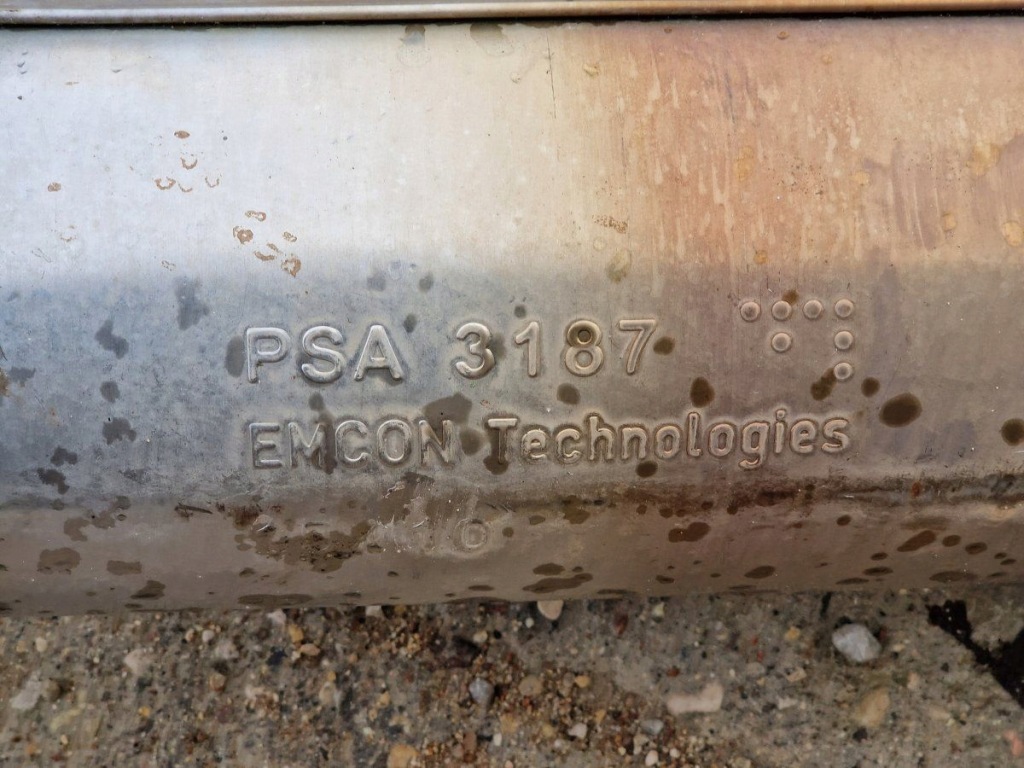 PSA 3187
EMCON Technologies